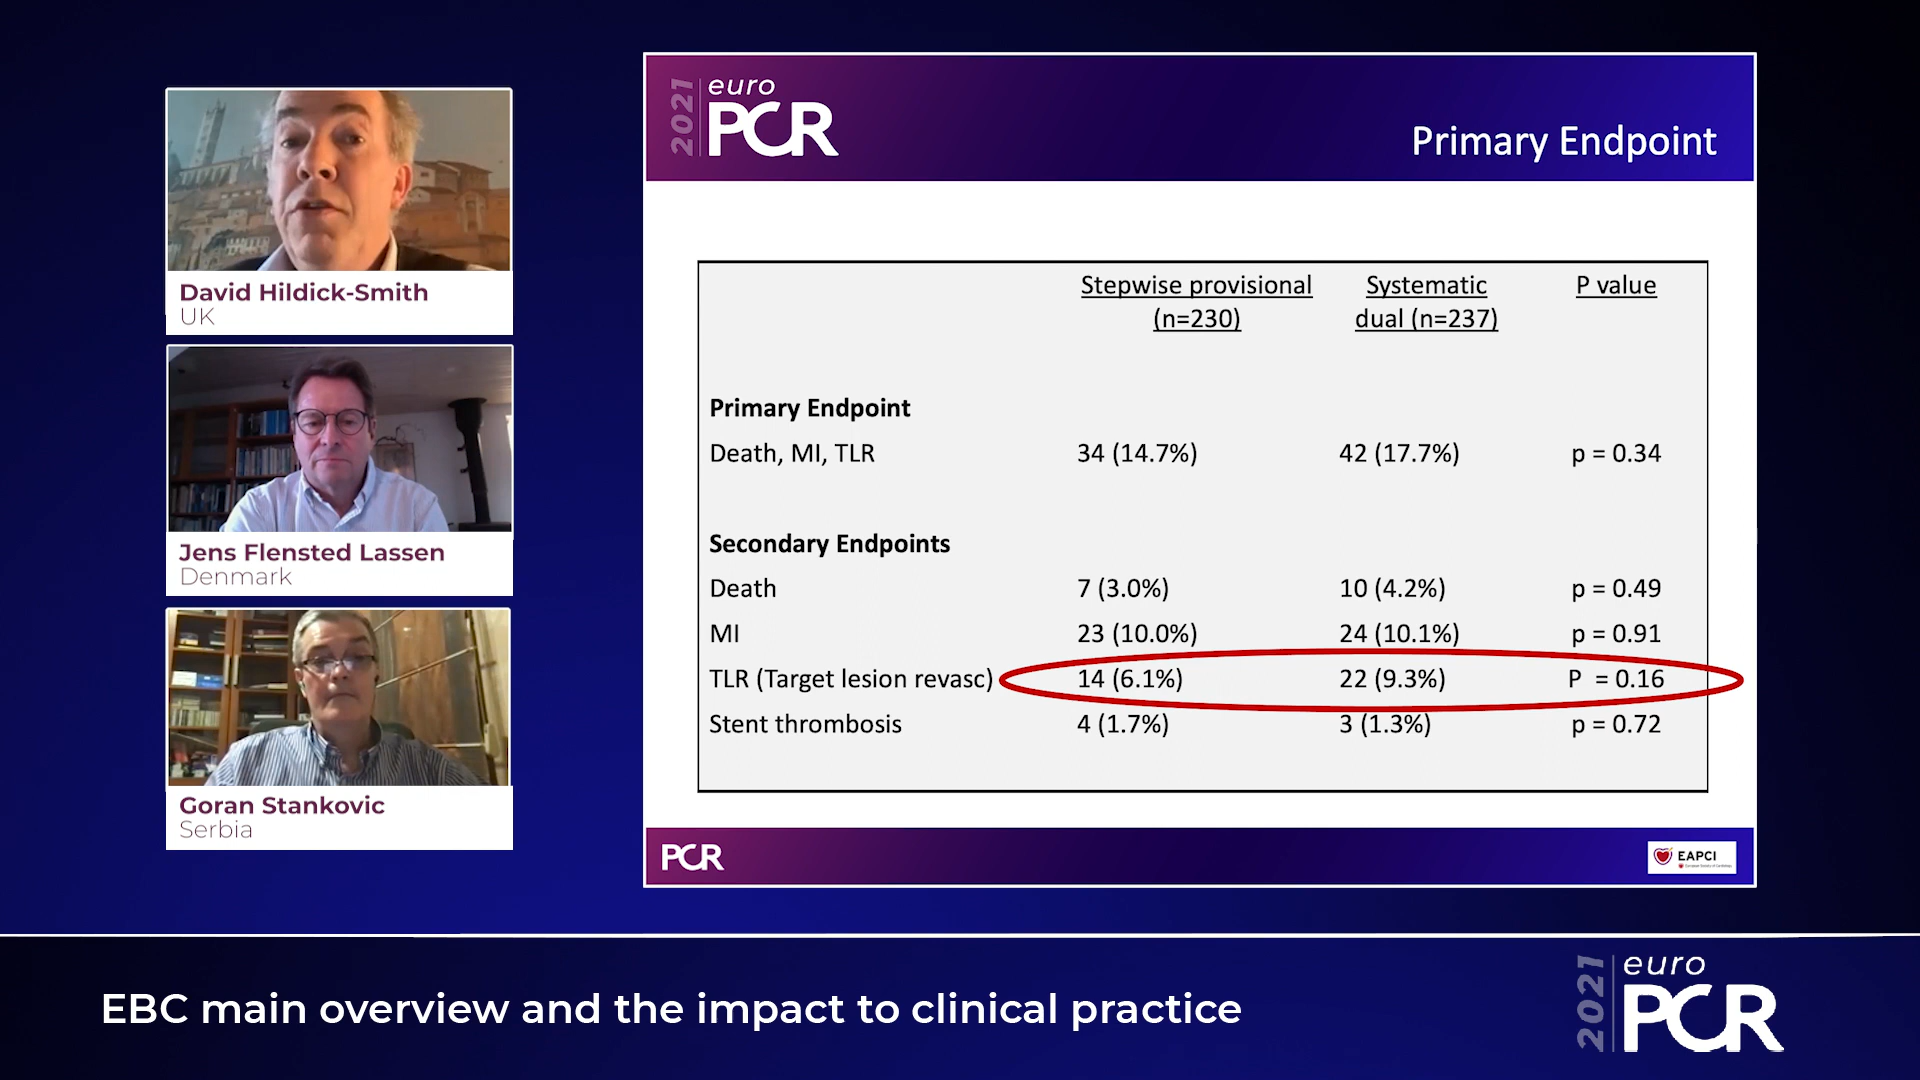 David Hildick-Smith
UK
Jens Flensted Lassen
Denmark
Goran Stankovic
Serbia
2021 euro PCR
Primary Endpoint
Stepwise provisional (n=230)
Systematic dual (n=237)
P value
Primary Endpoint
Death, MI, TLR 34 (14.7%) 42 (17.7%) p = 0.34
Secondary Endpoints
Death 7 (3.0%) 10 (4.2%) p = 0.49
MI 23 (10.0%) 24 (10.1%) p = 0.91
TLR (Target lesion revasc) 14 (6.1%) 22 (9.3%) P = 0.16
Stent thrombosis 4 (1.7%) 3 (1.3%) p = 0.72
PCR
EAPCI
EBC main overview and the impact to clinical practice
2021 euro PCR